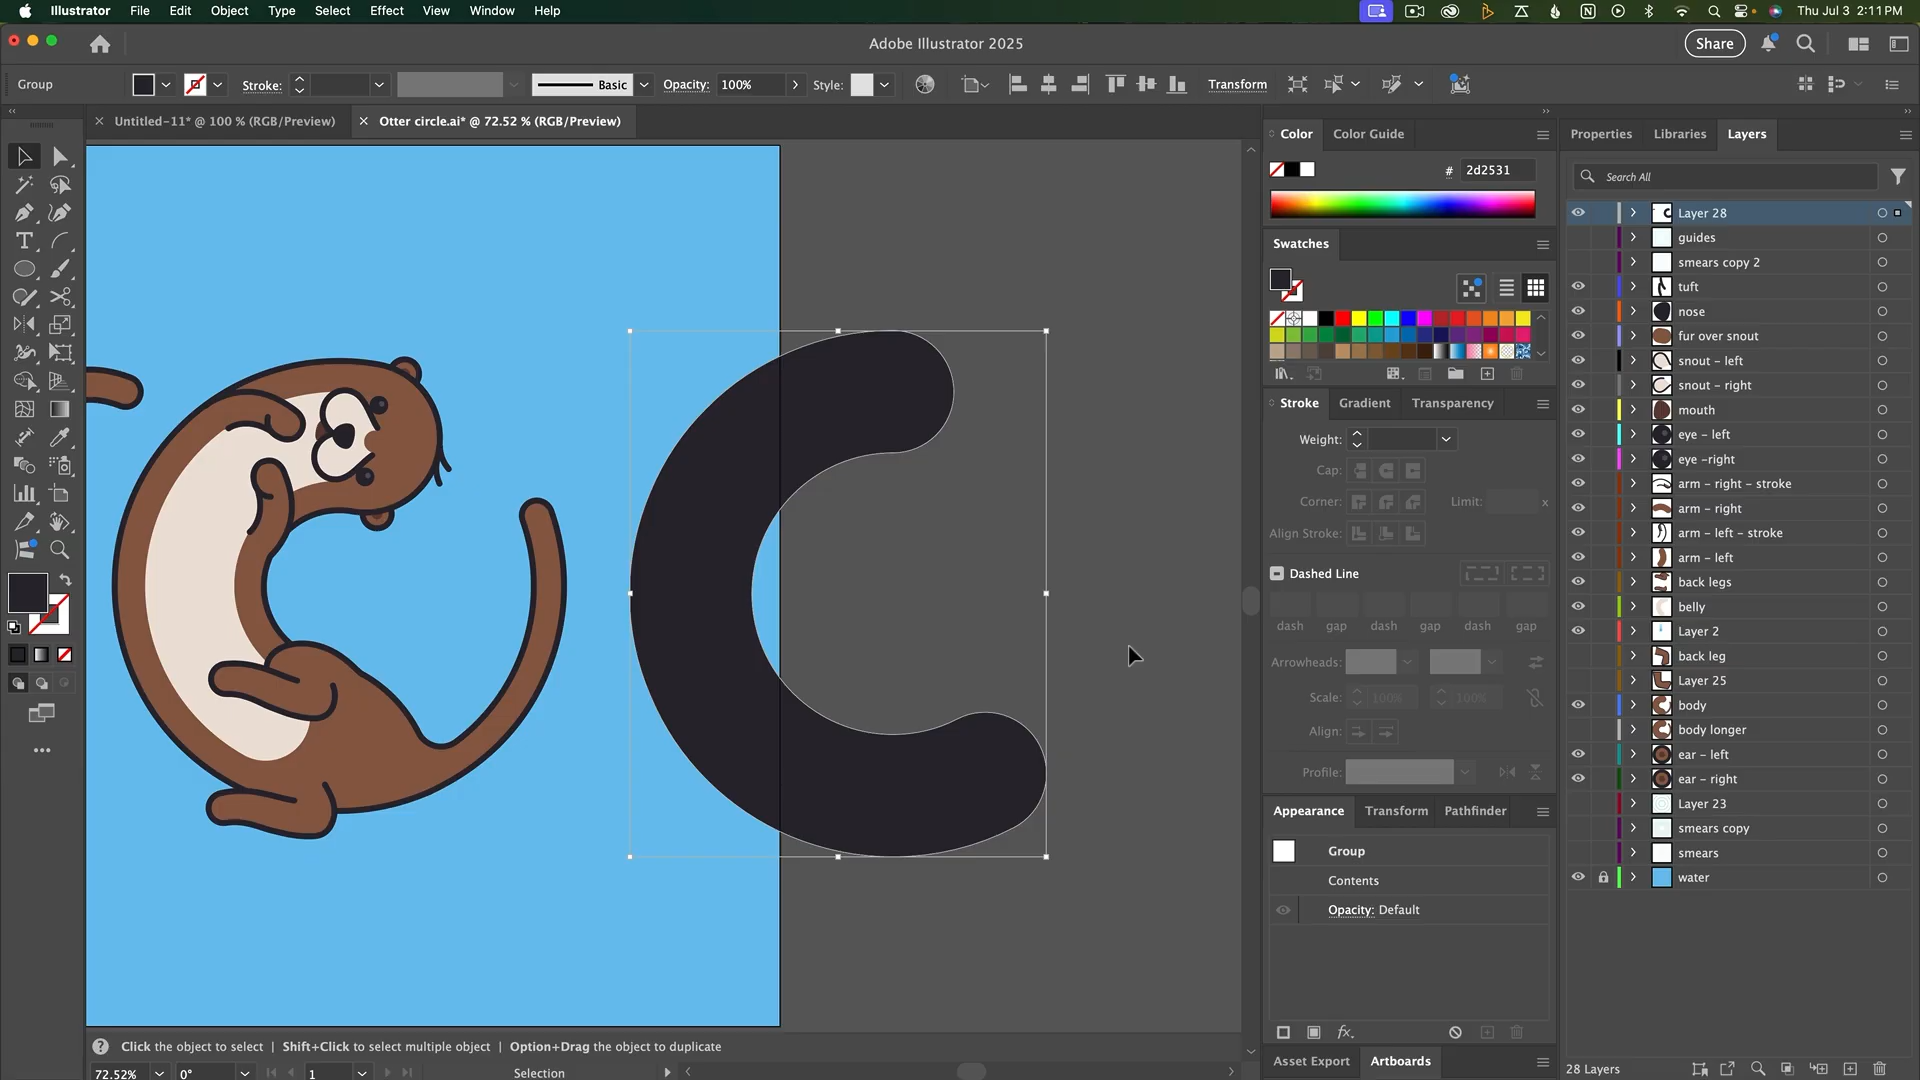 Illustrator File Edit Object Type Select Effect View Window Help Thu Jul 3 2:11 PM
Adobe Illustrator 2025 Share
Group Stroke: Basic Opacity: 100% Style: Transform
Untitled-11* @ 100 % (RGB/Preview) Otter circle.ai* @ 72.52 % (RGB/Preview)
Color Color Guide
# 2d2531
Swatches
Stroke Gradient Transparency
Weight:
Cap:
Corner: Limit: x
Align Stroke:
Dashed Line
dash gap dash gap dash gap
Arrowheads:
Scale: 100% 100%
Align:
Profile:
Appearance Transform Pathfinder
Group
Contents
Opacity: Default
fx
Asset Export Artboards
Properties Libraries Layers
Search All
Layer 28
guides
smears copy 2
tuft
nose
fur over snout
snout - left
snout - right
mouth
eye - left
eye -right
arm - right - stroke
arm - right
arm - left - stroke
arm - left
back legs
belly
Layer 2
back leg
Layer 25
body
body longer
ear - left
ear - right
Layer 23
smears copy
smears
water
28 Layers
Click the object to select | Shift+Click to select multiple object | Option+Drag the object to duplicate
72.52% 0° 1 Selection